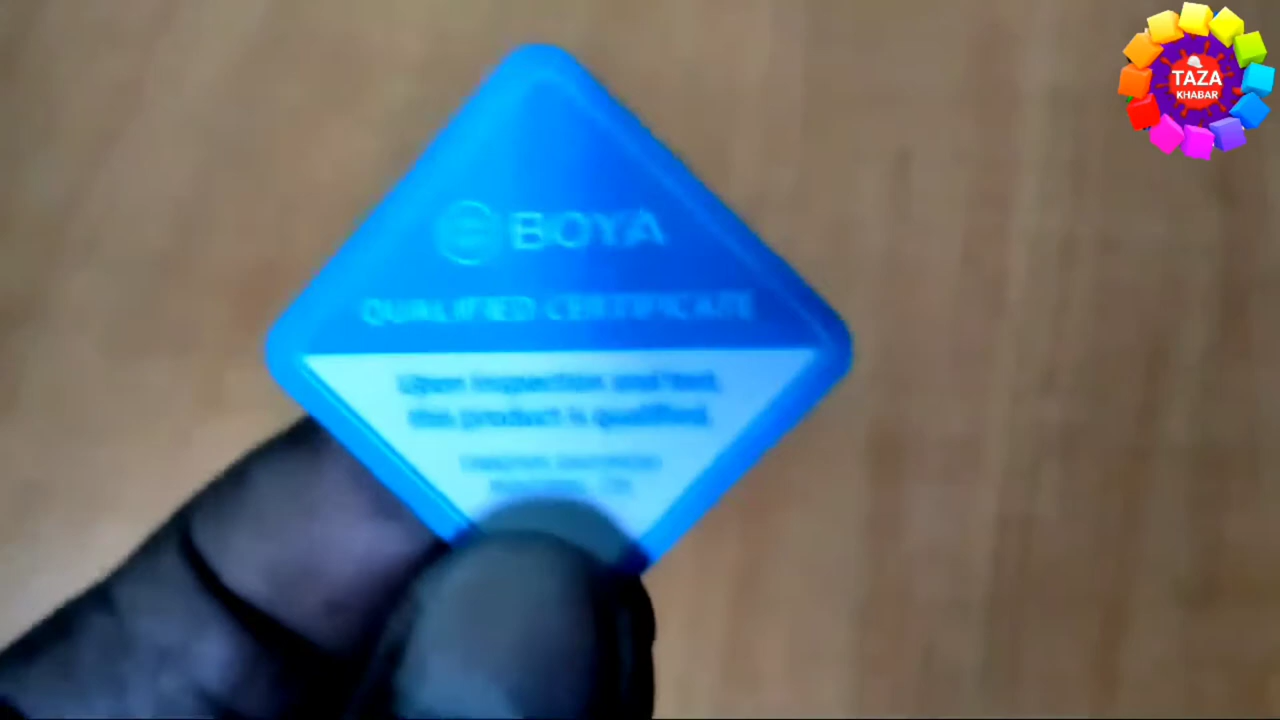 TAZA
KHABAR
BOYA
QUALIFIED CERTIFICATE
Upon inspection and test,
this product is qualified.